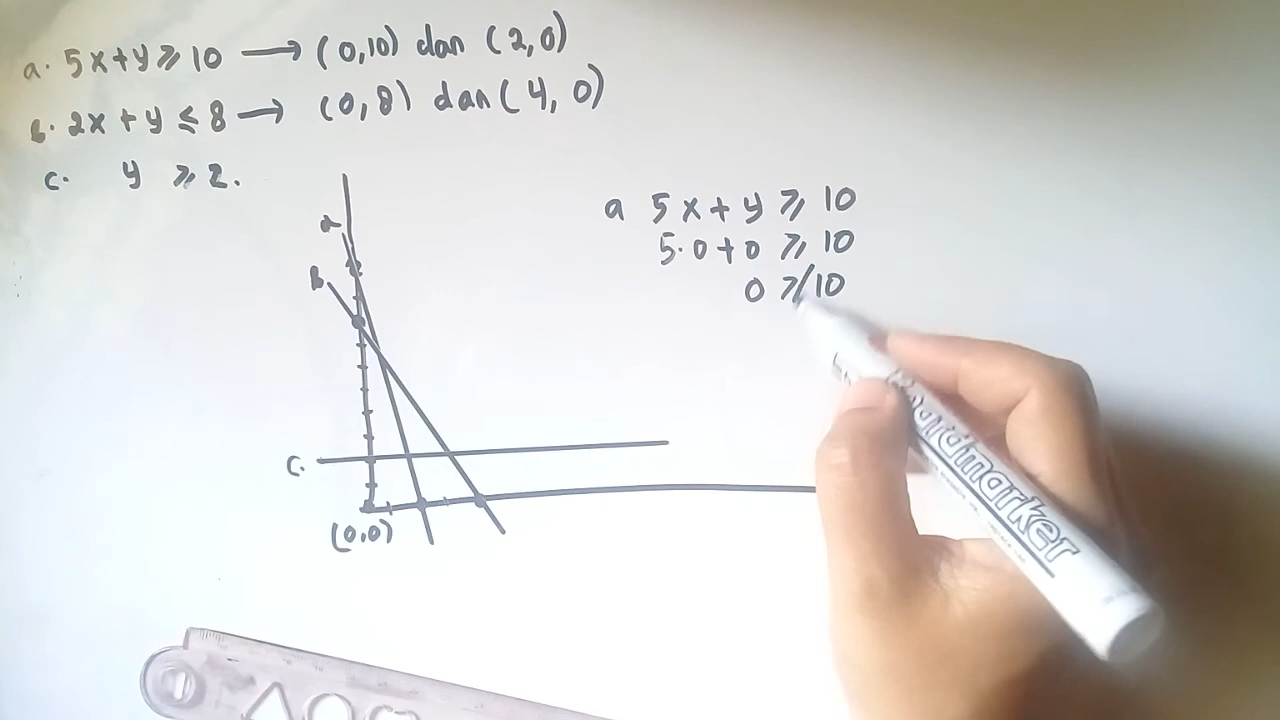 a. 5x + y ≥ 10 → (0,10) dan (2,0)
b. 2x + y ≤ 8 → (0,8) dan (4,0)
c. y ≥ 2.
a
B
c.
(0,0)
a 5x + y ≥ 10
5.0 + 0 ≥ 10
0 ≱ 10
boardmarker